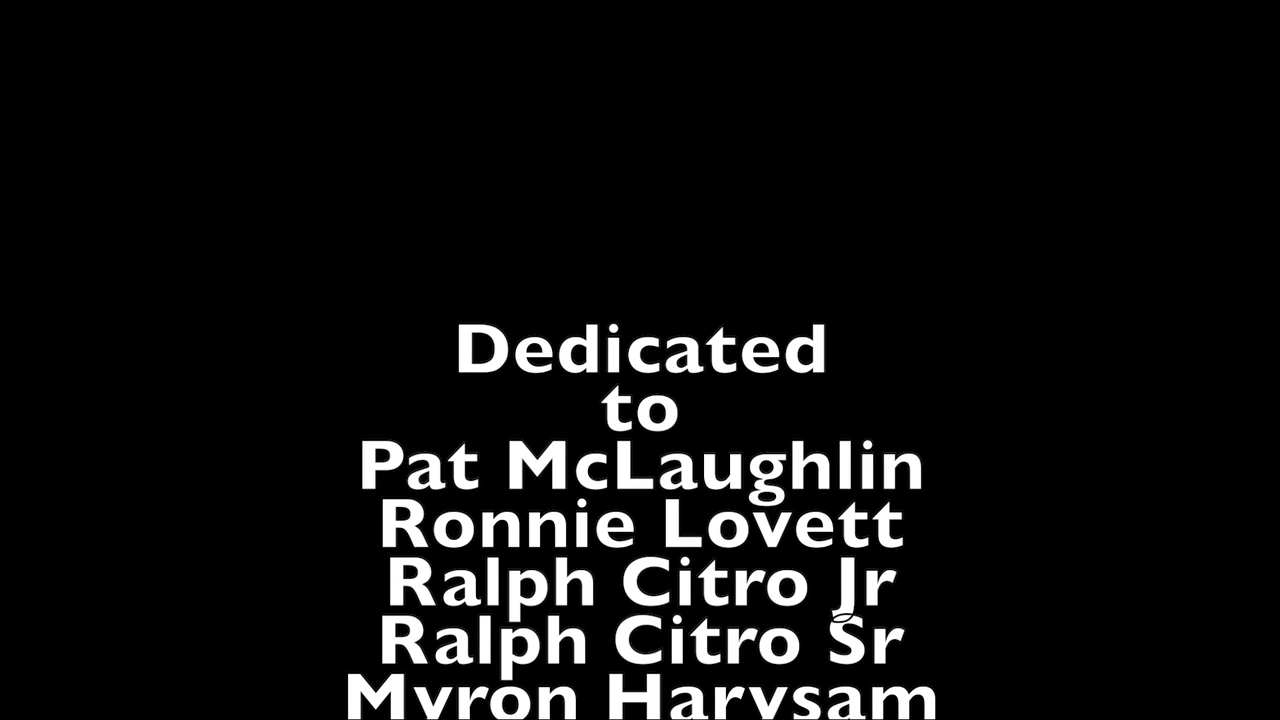 Dedicated
to
Pat McLaughlin
Ronnie Lovett
Ralph Citro Jr
Ralph Citro Sr
Myron Harysam